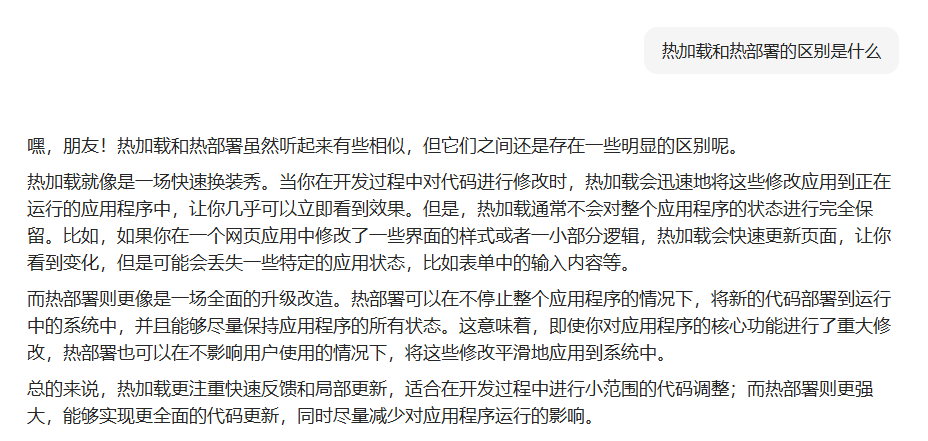 热加载和热部署的区别是什么
嘿，朋友！热加载和热部署虽然听起来有些相似，但它们之间还是存在一些明显的区别呢。
热加载就像是一场快速换装秀。当你在开发过程中对代码进行修改时，热加载会迅速地将这些修改应用到正在
运行的应用程序中，让你几乎可以立即看到效果。但是，热加载通常不会对整个应用程序的状态进行完全保
留。比如，如果你在一个网页应用中修改了一些界面的样式或者一小部分逻辑，热加载会快速更新页面，让你
看到变化，但是可能会丢失一些特定的应用状态，比如表单中的输入内容等。
而热部署则更像是一场全面的升级改造。热部署可以在不停止整个应用程序的情况下，将新的代码部署到运行
中的系统中，并且能够尽量保持应用程序的所有状态。这意味着，即使你对应用程序的核心功能进行了重大修
改，热部署也可以在不影响用户使用的情况下，将这些修改平滑地应用到系统中。
总的来说，热加载更注重快速反馈和局部更新，适合在开发过程中进行小范围的代码调整；而热部署则更强
大，能够实现更全面的代码更新，同时尽量减少对应用程序运行的影响。